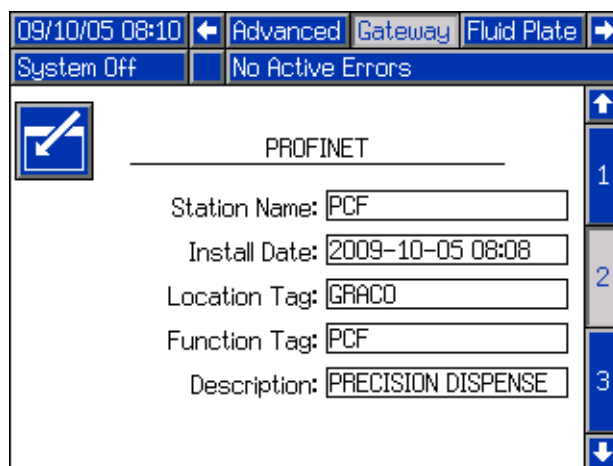 09/10/05 08:10 Advanced Gateway Fluid Plate
System Off No Active Errors
PROFINET
1
Station Name: PCF
Install Date: 2009-10-05 08:08
2
Location Tag: GRACO
Function Tag: PCF
Description: PRECISION DISPENSE
3